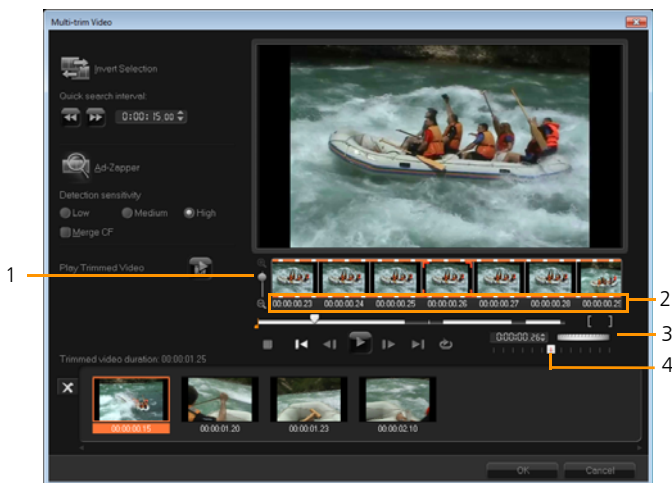 Multi-trim Video
Invert Selection
Quick search interval:
0:00:15.00
Ad-Zapper
Detection sensitivity
Low Medium High
Merge CF
Play Trimmed Video
1
00:00:00.23 00:00:00.24 00:00:00.25 00:00:00.26 00:00:00.27 00:00:00.28 00:00:00.29
2
[ ]
0:00:00.26
3
4
Trimmed video duration: 00:00:01.25
00:00:00.15 00:00:01.20 00:00:01.23 00:00:02:10
OK Cancel